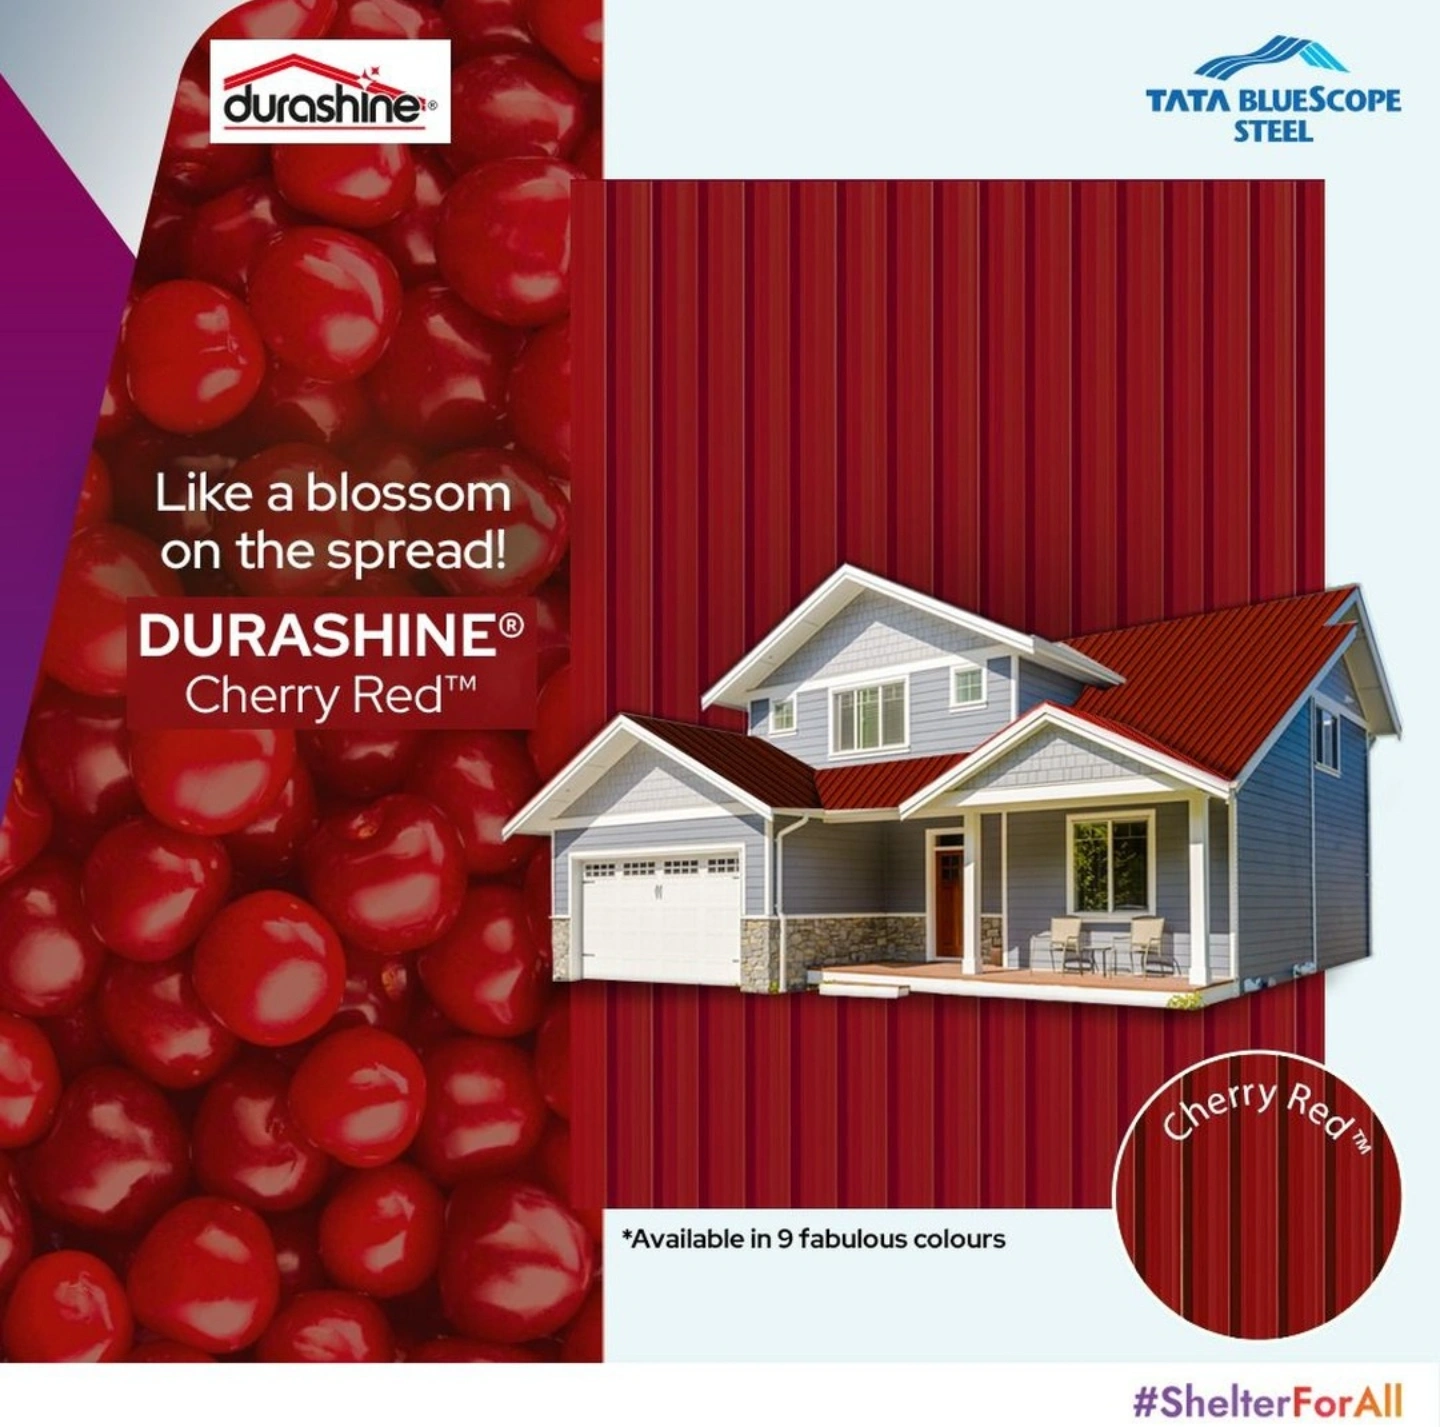 durashine®
TATA BLUESCOPE
STEEL
Like a blossom
on the spread!
DURASHINE®
Cherry Red™
Cherry Red™
*Available in 9 fabulous colours
#ShelterForAll